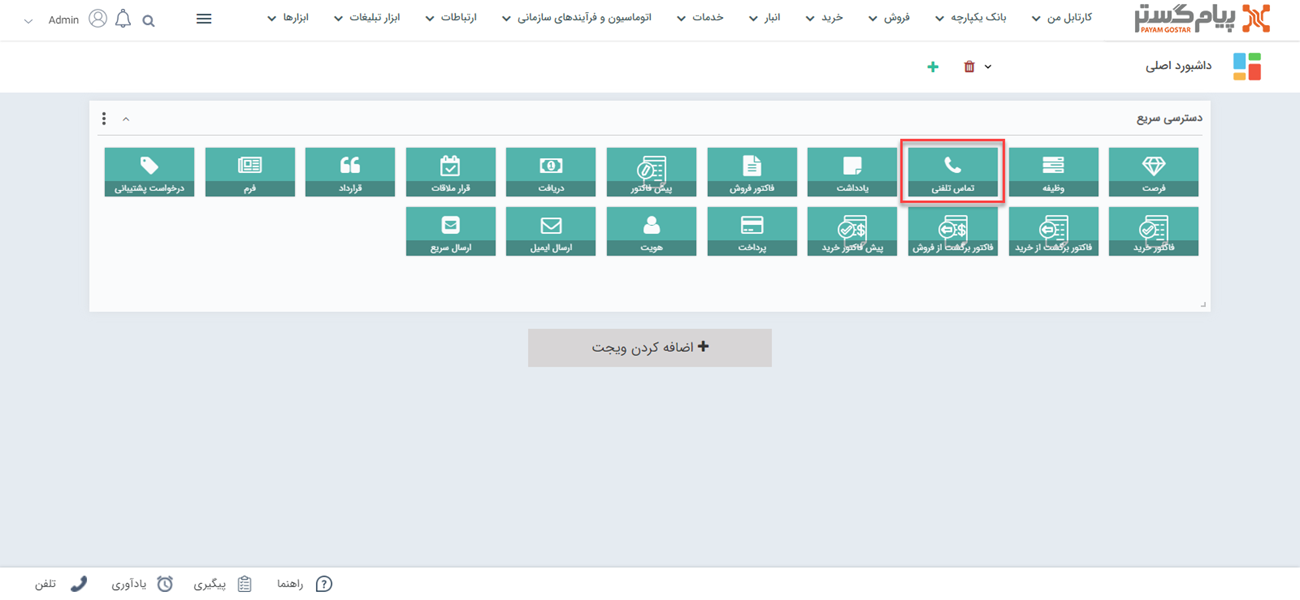 پیام گستر
PAYAM GOSTAR
کارتابل من
بانک یکپارچه
فروش
خرید
انبار
خدمات
ارتباطات
اتوماسیون و فرآیندهای سازمانی
ابزار تبلیغات
ابزارها
Admin
داشبورد اصلی
دسترسی سریع
فرصت
وظیفه
تماس تلفنی
یادداشت
فاکتور فروش
پیش فاکتور
دریافت
قرار ملاقات
قرارداد
فرم
درخواست پشتیبانی
فاکتور خرید
فاکتور برگشت از خرید
فاکتور برگشت از فروش
پیش فاکتور خرید
پرداخت
هویت
ارسال ایمیل
ارسال سریع
اضافه کردن ویجت
راهنما
پیگیری
یادآوری
تلفن